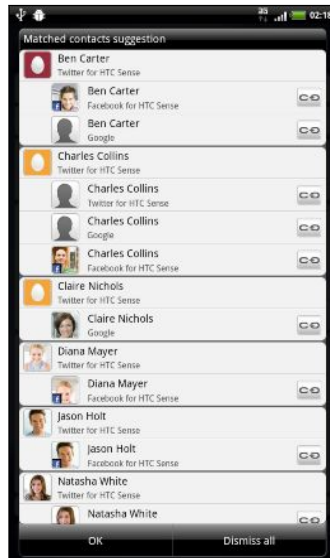 3G
02:18
Matched contacts suggestion
Ben Carter
Twitter for HTC Sense
Ben Carter
Facebook for HTC Sense
Ben Carter
Google
Charles Collins
Twitter for HTC Sense
Charles Collins
Twitter for HTC Sense
Charles Collins
Google
Charles Collins
Facebook for HTC Sense
Claire Nichols
Twitter for HTC Sense
Claire Nichols
Google
Diana Mayer
Twitter for HTC Sense
Diana Mayer
Facebook for HTC Sense
Jason Holt
Twitter for HTC Sense
Jason Holt
Facebook for HTC Sense
Natasha White
Twitter for HTC Sense
Natasha White
OK
Dismiss all